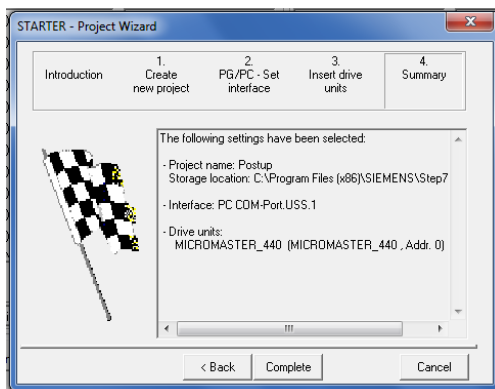 STARTER - Project Wizard
Introduction
1.
Create
new project
2.
PG/PC - Set
interface
3.
Insert drive
units
4.
Summary
The following settings have been selected:
- Project name: Postup
Storage location: C:\Program Files (x86)\SIEMENS\Step7
- Interface: PC COM-Port.USS.1
- Drive units:
MICROMASTER_440 (MICROMASTER_440 , Addr. 0)
< Back
Complete
Cancel